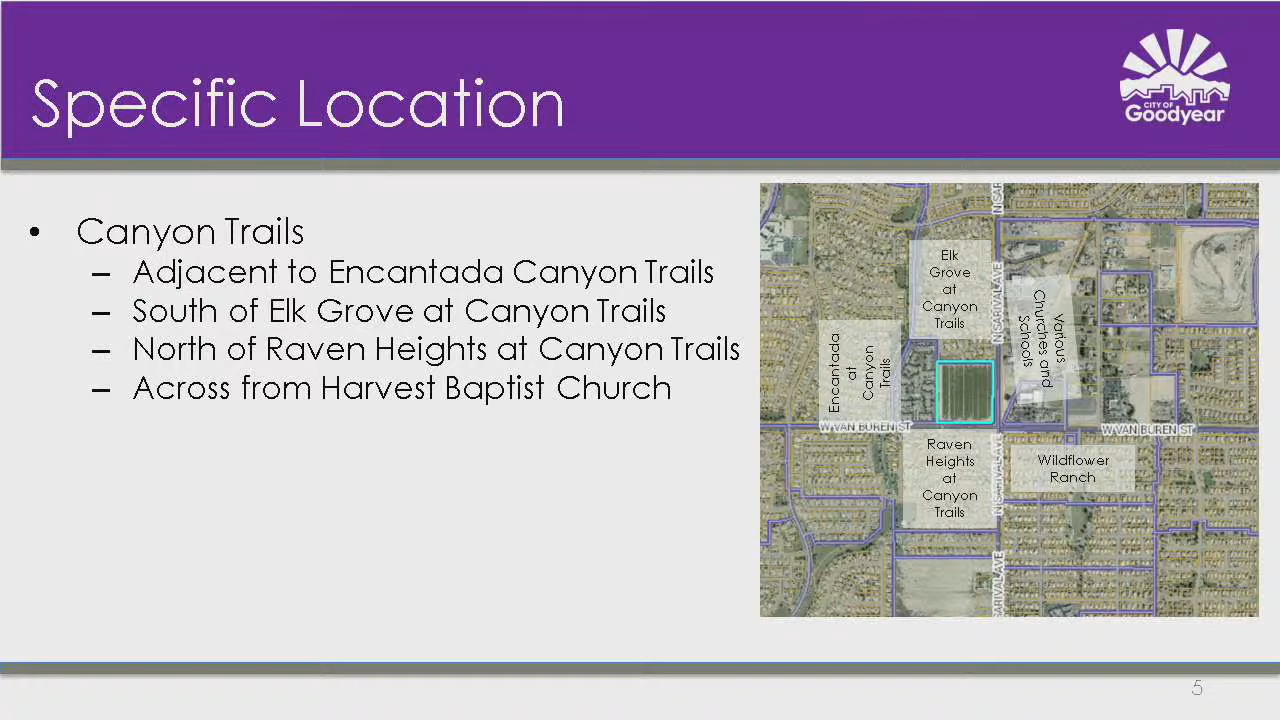 Specific Location
CITY OF
Goodyear
• Canyon Trails
– Adjacent to Encantada Canyon Trails
– South of Elk Grove at Canyon Trails
– North of Raven Heights at Canyon Trails
– Across from Harvest Baptist Church
N SAR
Elk
Grove
at
Canyon
Trails
N SARIVAL AVE
Various
Churches and
Schools
Encantada
at
Canyon
Trails
W VAN BUREN ST
W VAN BUREN ST
Raven
Heights
at
Canyon
Trails
N SARIVAL AVE
Wildflower
Ranch
SARIVAL AVE
5